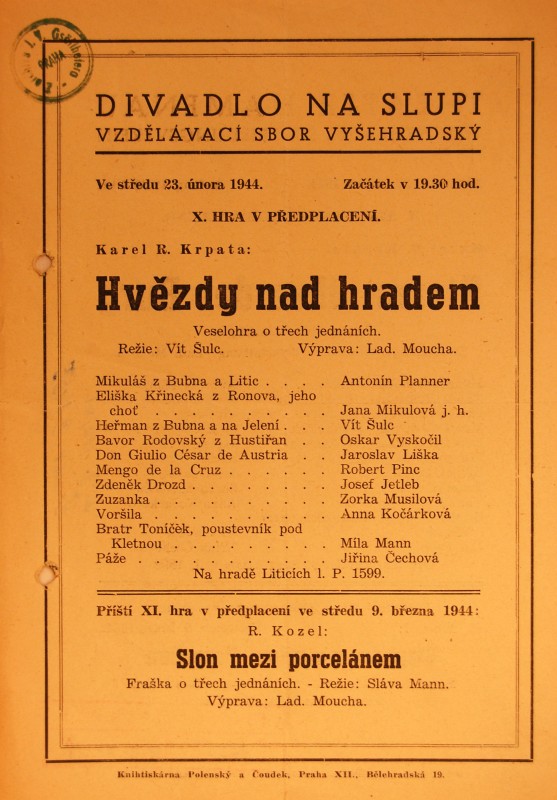 PRAHA
DIVADLO NA SLUPI
VZDĚLÁVACÍ SBOR VYŠEHRADSKÝ
Ve středu 23. února 1944. Začátek v 19.30 hod.
X. HRA V PŘEDPLACENÍ.
Karel R. Krpata:
Hvězdy nad hradem
Veselohra o třech jednáních.
Režie: Vít Šulc. Výprava: Lad. Moucha.
Mikuláš z Bubna a Litic . . . . Antonín Planner
Eliška Křinecká z Ronova, jeho
choť . . . . . . . . . . Jana Mikulová j. h.
Heřman z Bubna a na Jelení . . . Vít Šulc
Bavor Rodovský z Hustiřan . . Oskar Vyskočil
Don Giulio César de Austria . . Jaroslav Liška
Mengo de la Cruz . . . . . . Robert Pinc
Zdeněk Drozd . . . . . . . . Josef Jetleb
Zuzanka . . . . . . . . . . Zorka Musilová
Voršila . . . . . . . . . . Anna Kočárková
Bratr Toníček, poustevník pod
Kletnou . . . . . . . . . Míla Mann
Páže . . . . . . . . . . . Jiřina Čechová
Na hradě Liticích l. P. 1599.
Příští XI. hra v předplacení ve středu 9. března 1944:
R. Kozel:
Slon mezi porcelánem
Fraška o třech jednáních. - Režie: Sláva Mann.
Výprava: Lad. Moucha.
Knihtiskárna Polenský a Čoudek, Praha XII., Bělehradská 19.